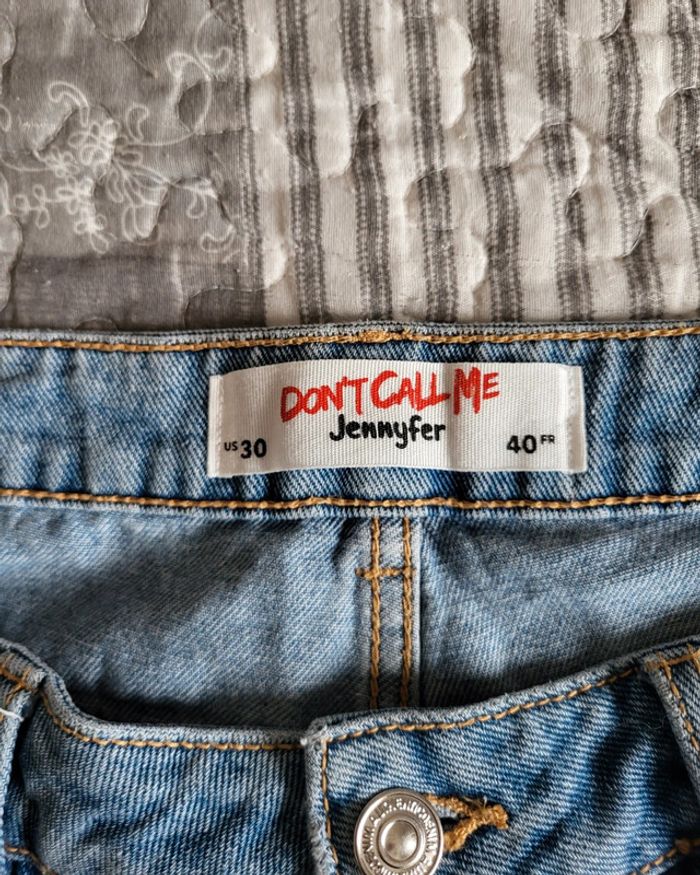 DON'T CALL ME
Jennyfer
US 30
40 FR